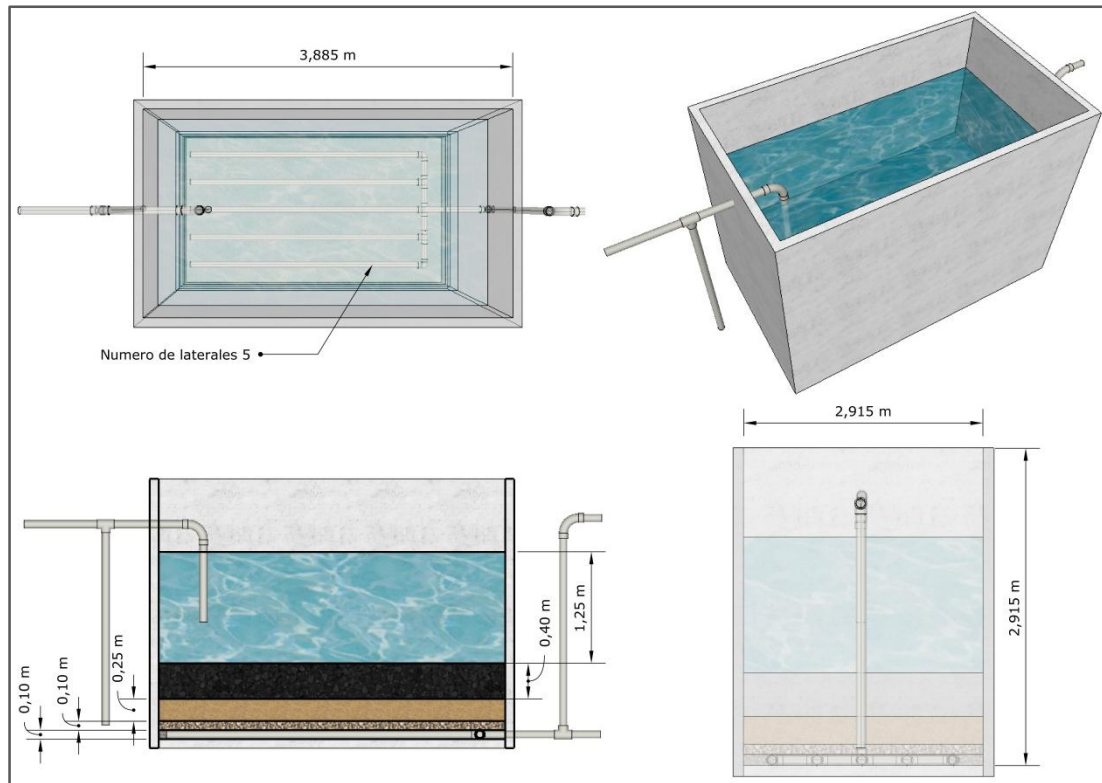 3,885 m
Numero de laterales 5
2,915 m
2,915 m
1,25 m
0,40 m
0,25 m
0,10 m
0,10 m